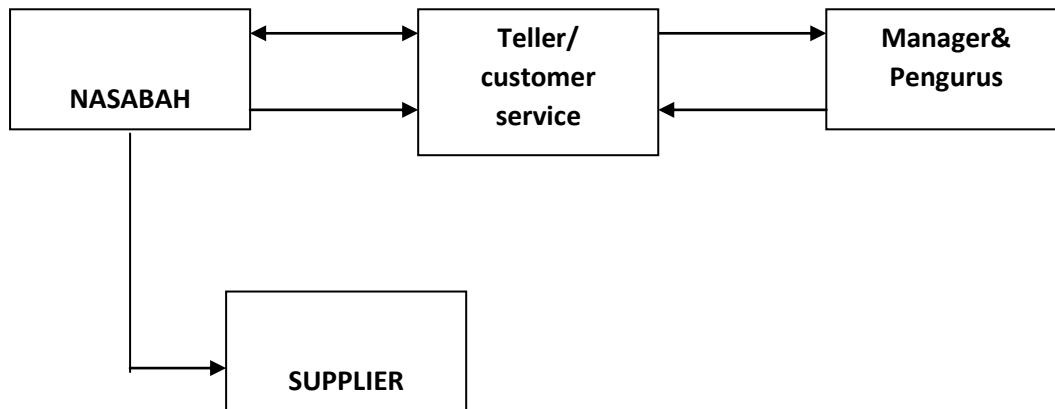 NASABAH
Teller/
customer
service
Manager&
Pengurus
SUPPLIER